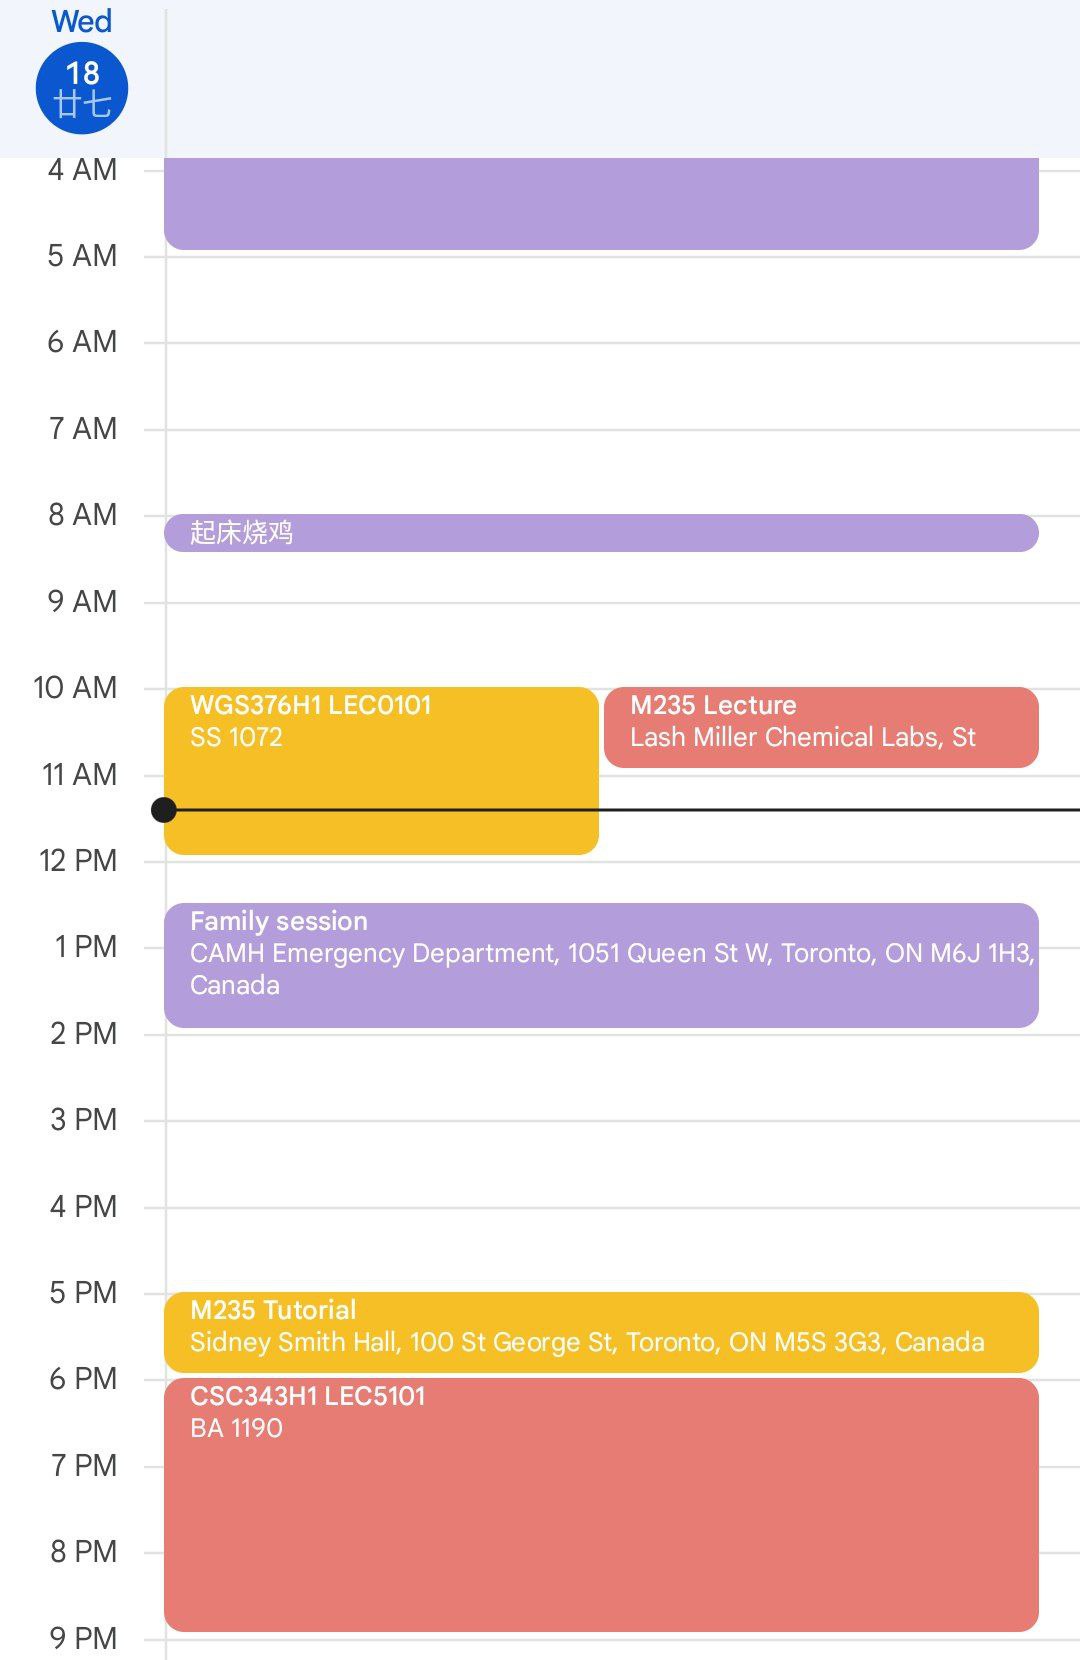 Wed
18
廿七
4 AM
5 AM
6 AM
7 AM
8 AM
起床烧鸡
9 AM
10 AM
WGS376H1 LEC0101
SS 1072
M235 Lecture
Lash Miller Chemical Labs, St
11 AM
12 PM
Family session
1 PM
CAMH Emergency Department, 1051 Queen St W, Toronto, ON M6J 1H3,
Canada
2 PM
3 PM
4 PM
5 PM
M235 Tutorial
Sidney Smith Hall, 100 St George St, Toronto, ON M5S 3G3, Canada
6 PM
CSC343H1 LEC5101
BA 1190
7 PM
8 PM
9 PM